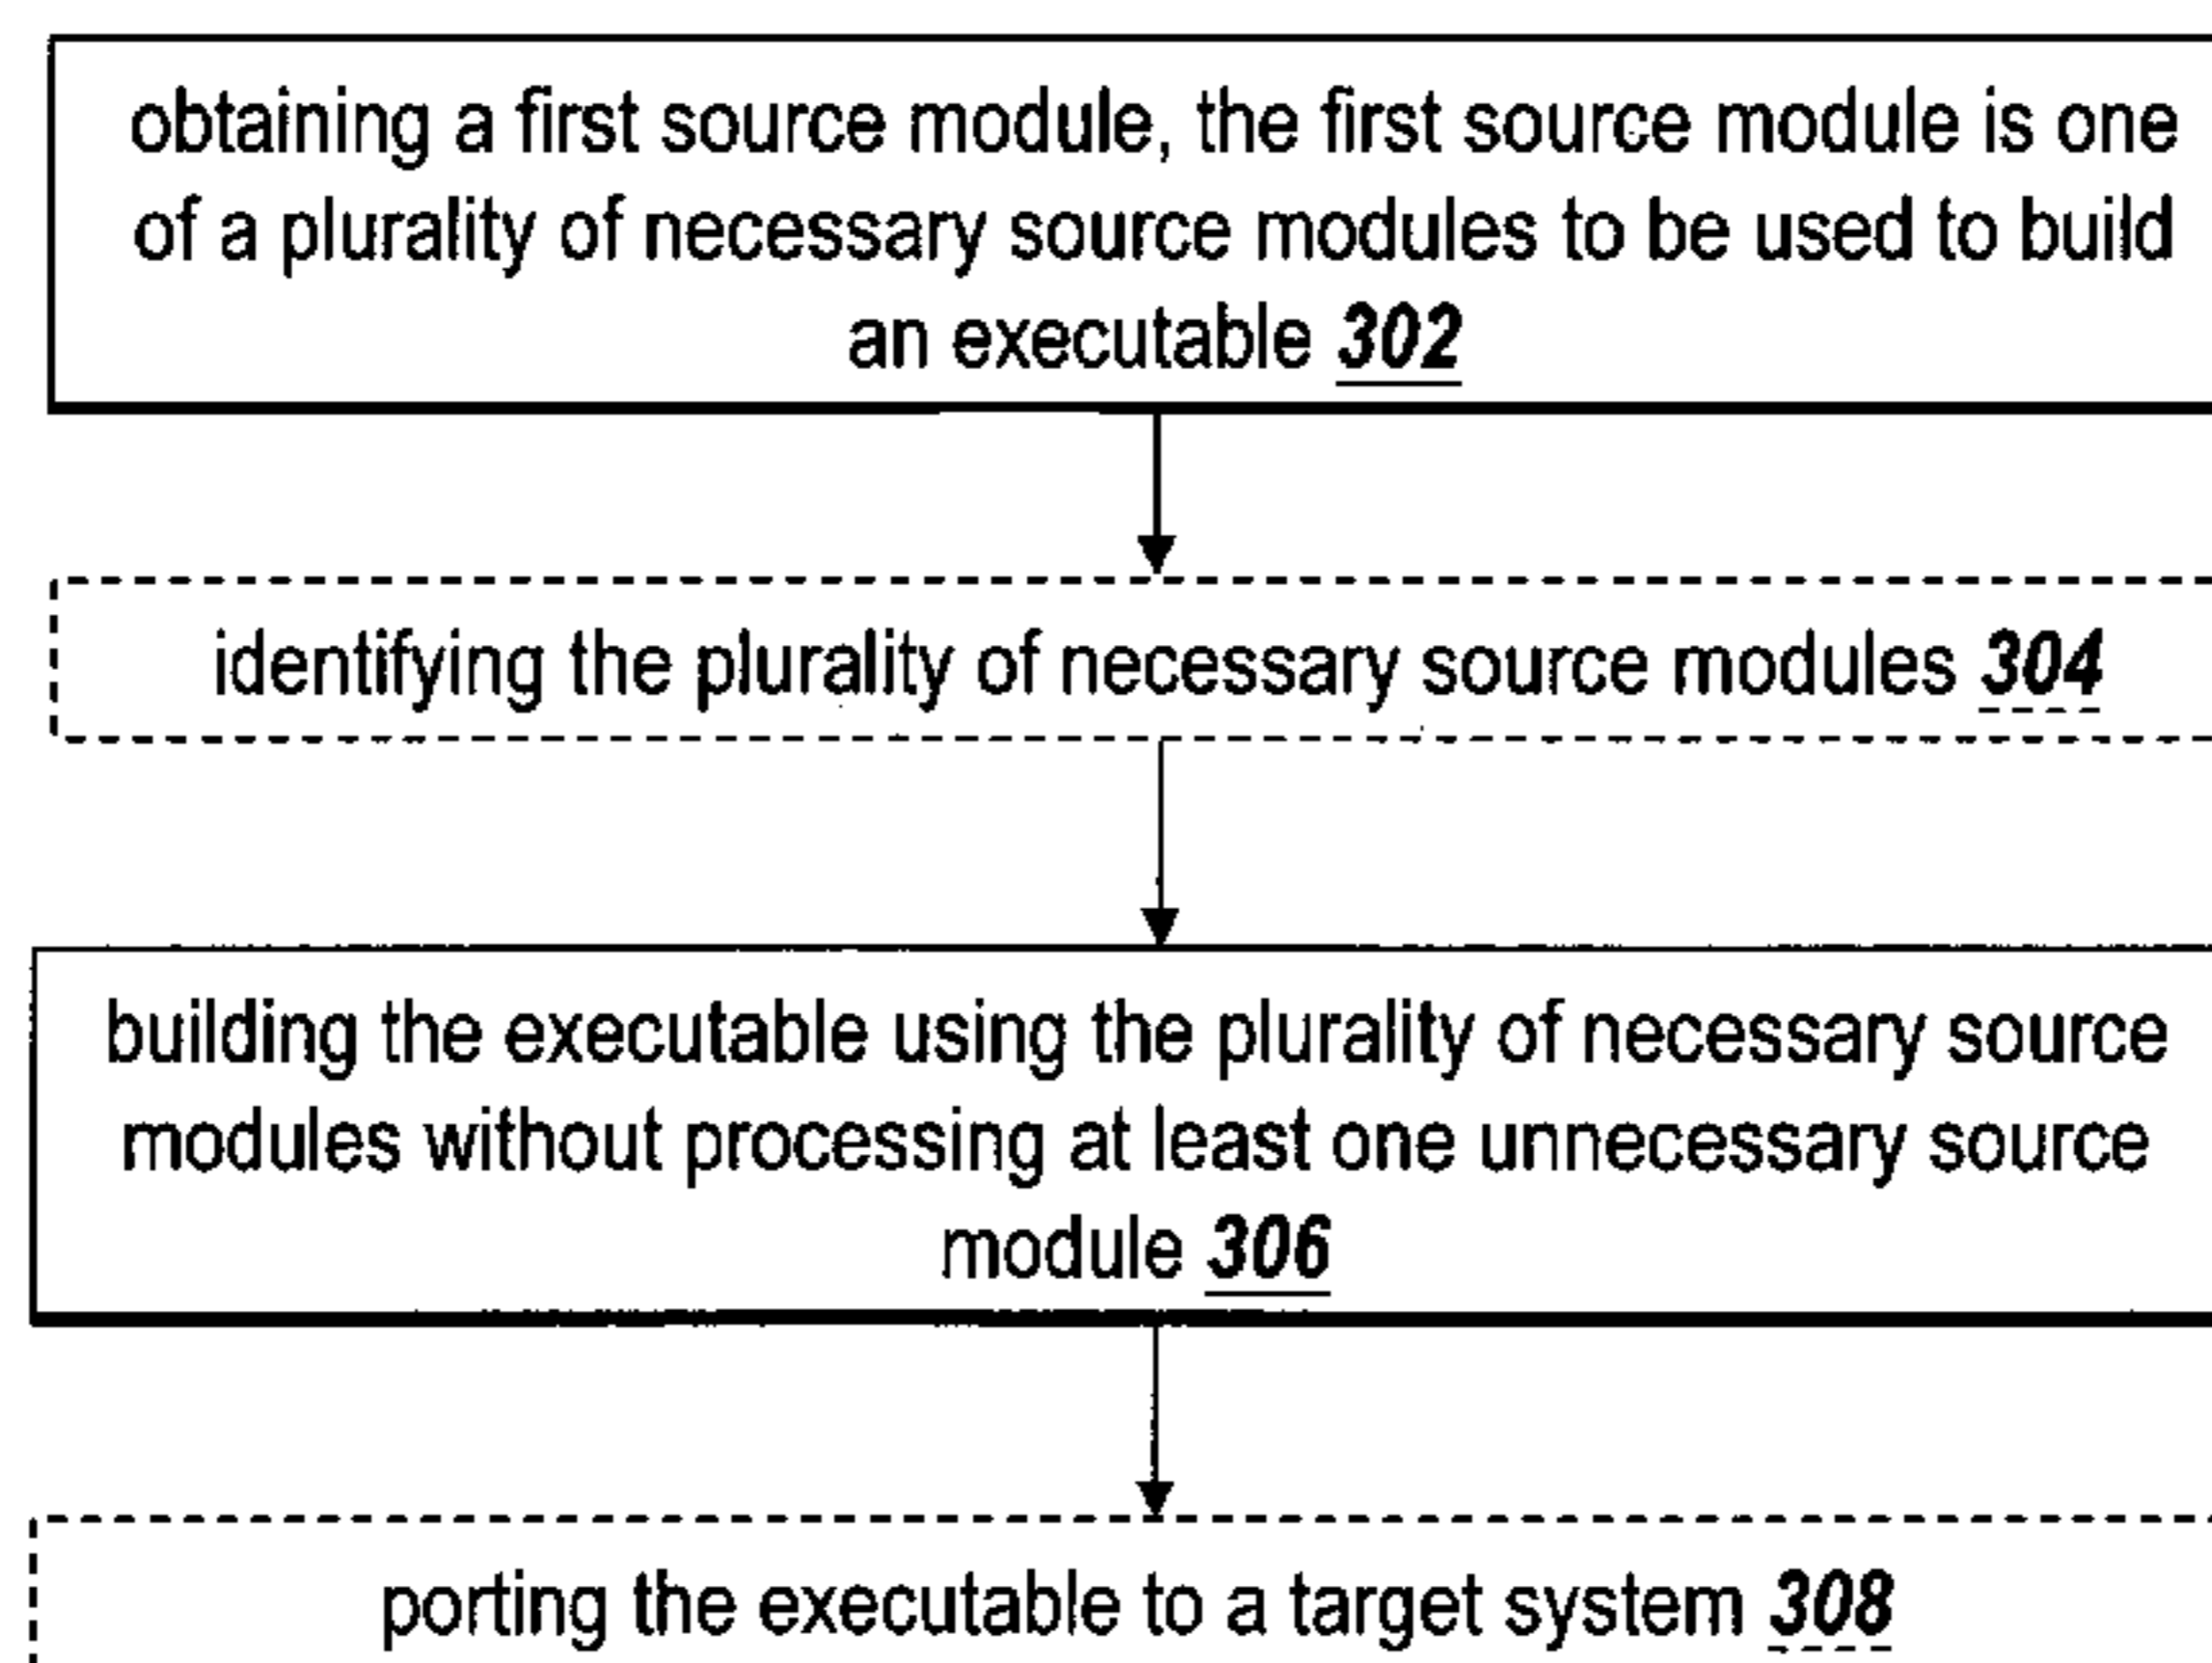 obtaining a first source module, the first source module is one
of a plurality of necessary source modules to be used to build
an executable 302
identifying the plurality of necessary source modules 304
building the executable using the plurality of necessary source
modules without processing at least one unnecessary source
module 306
porting the executable to a target system 308